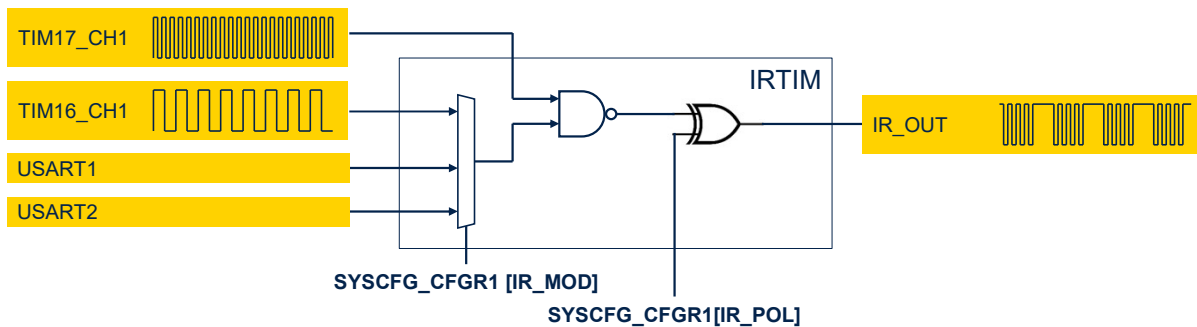 TIM17_CH1
IRTIM
TIM16_CH1
IR_OUT
USART1
USART2
SYSCFG_CFGR1 [IR_MOD]
SYSCFG_CFGR1[IR_POL]